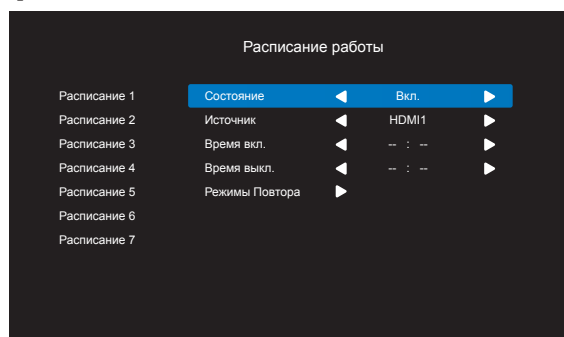 Расписание работы
Расписание 1 Состояние Вкл.
Расписание 2 Источник HDMI1
Расписание 3 Время вкл. -- : --
Расписание 4 Время выкл. -- : --
Расписание 5 Режимы Повтора
Расписание 6
Расписание 7